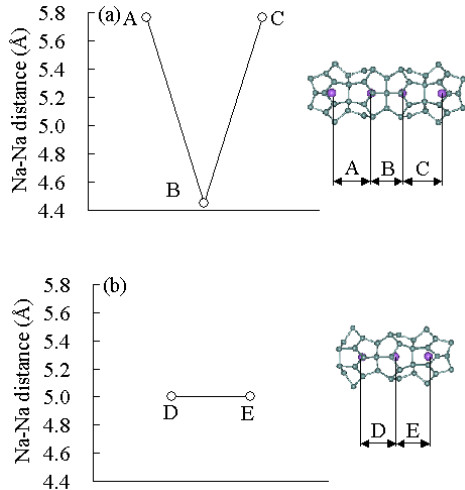 (a)
Na-Na distance (Å)
5.8
5.6
5.4
5.2
5.0
4.8
4.6
4.4
A
C
B
A B C
(b)
Na-Na distance (Å)
5.8
5.6
5.4
5.2
5.0
4.8
4.6
4.4
D
E
D E